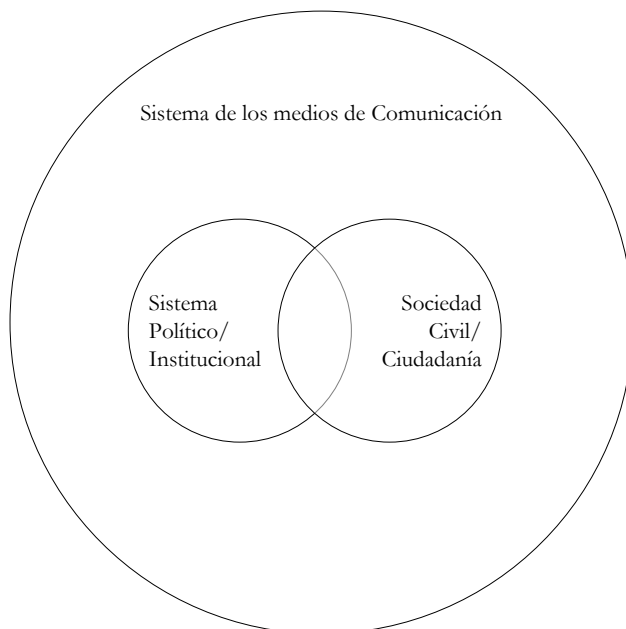 Sistema de los medios de Comunicación
Sistema
Político/
Institucional
Sociedad
Civil/
Ciudadanía